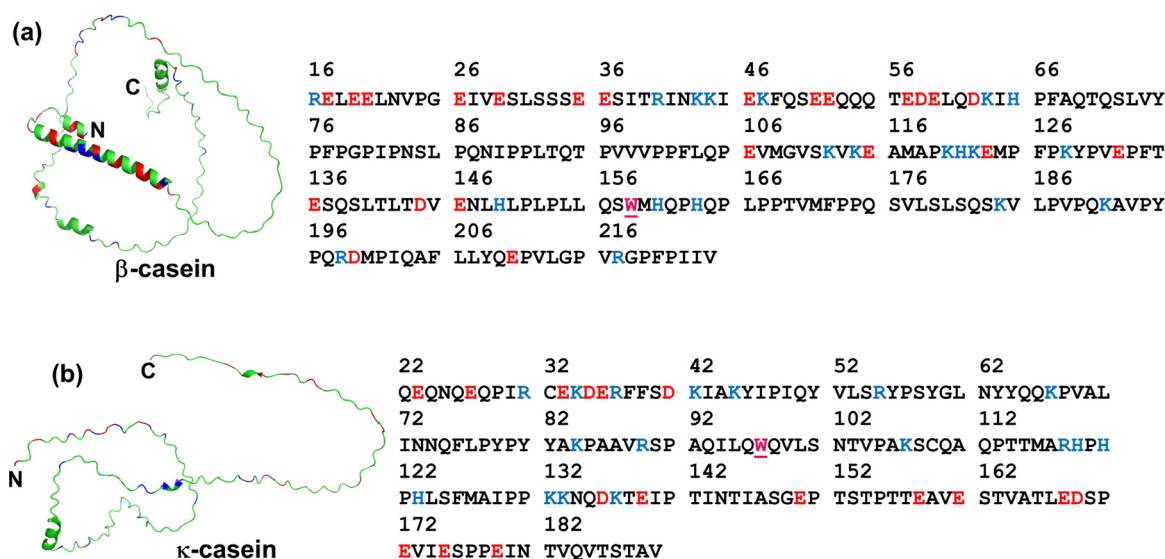 (a)
N
C
β-casein
16 26 36 46 56 66
RELEELNVPG EIVESLSSSE ESITRINKKI EKFQSEEQQQ TEDELQDKIH PFAQTQSLVY
76 86 96 106 116 126
PFPGPIPNSL PQNIPPLTQT PVVVPPFLQP EVMGVSKVKE AMAPKHKEMP FPKYPVEPFT
136 146 156 166 176 186
ESQSLTLTDV ENLHLPLPLL QSWMHQPHQP LPPTVMFPPQ SVLSLSQSKV LPVPQKAVPY
196 206 216
PQRDMPIQAF LLYQEPVLGP VRGPFPIIV
(b)
C
N
κ-casein
22 32 42 52 62
QEQNQEQPIR CEKDERFFSD KIAKYIPIQY VLSRYPSYGL NYYQQKPVAL
72 82 92 102 112
INNQFLPYPY YAKPAAVRSP AQILQWQVLS NTVPAKSCQA QPTTMARHPH
122 132 142 152 162
PHLSFMAIPP KKNQDKTEIP TINTIASGEP TSTPTTEAVE STVATLEDSP
172 182
EVIESPPEIN TVQVTSTAV